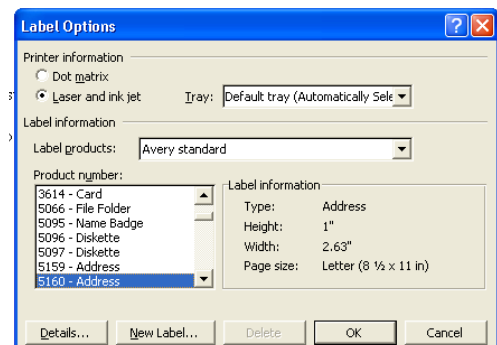 Label Options
Printer information
Dot matrix
Laser and ink jet Tray: Default tray (Automatically Sele
Label information
Label products: Avery standard
Product number:
3614 - Card
5066 - File Folder
5095 - Name Badge
5096 - Diskette
5097 - Diskette
5159 - Address
5160 - Address
Label information
Type: Address
Height: 1"
Width: 2.63"
Page size: Letter (8 ½ x 11 in)
Details... New Label... Delete OK Cancel